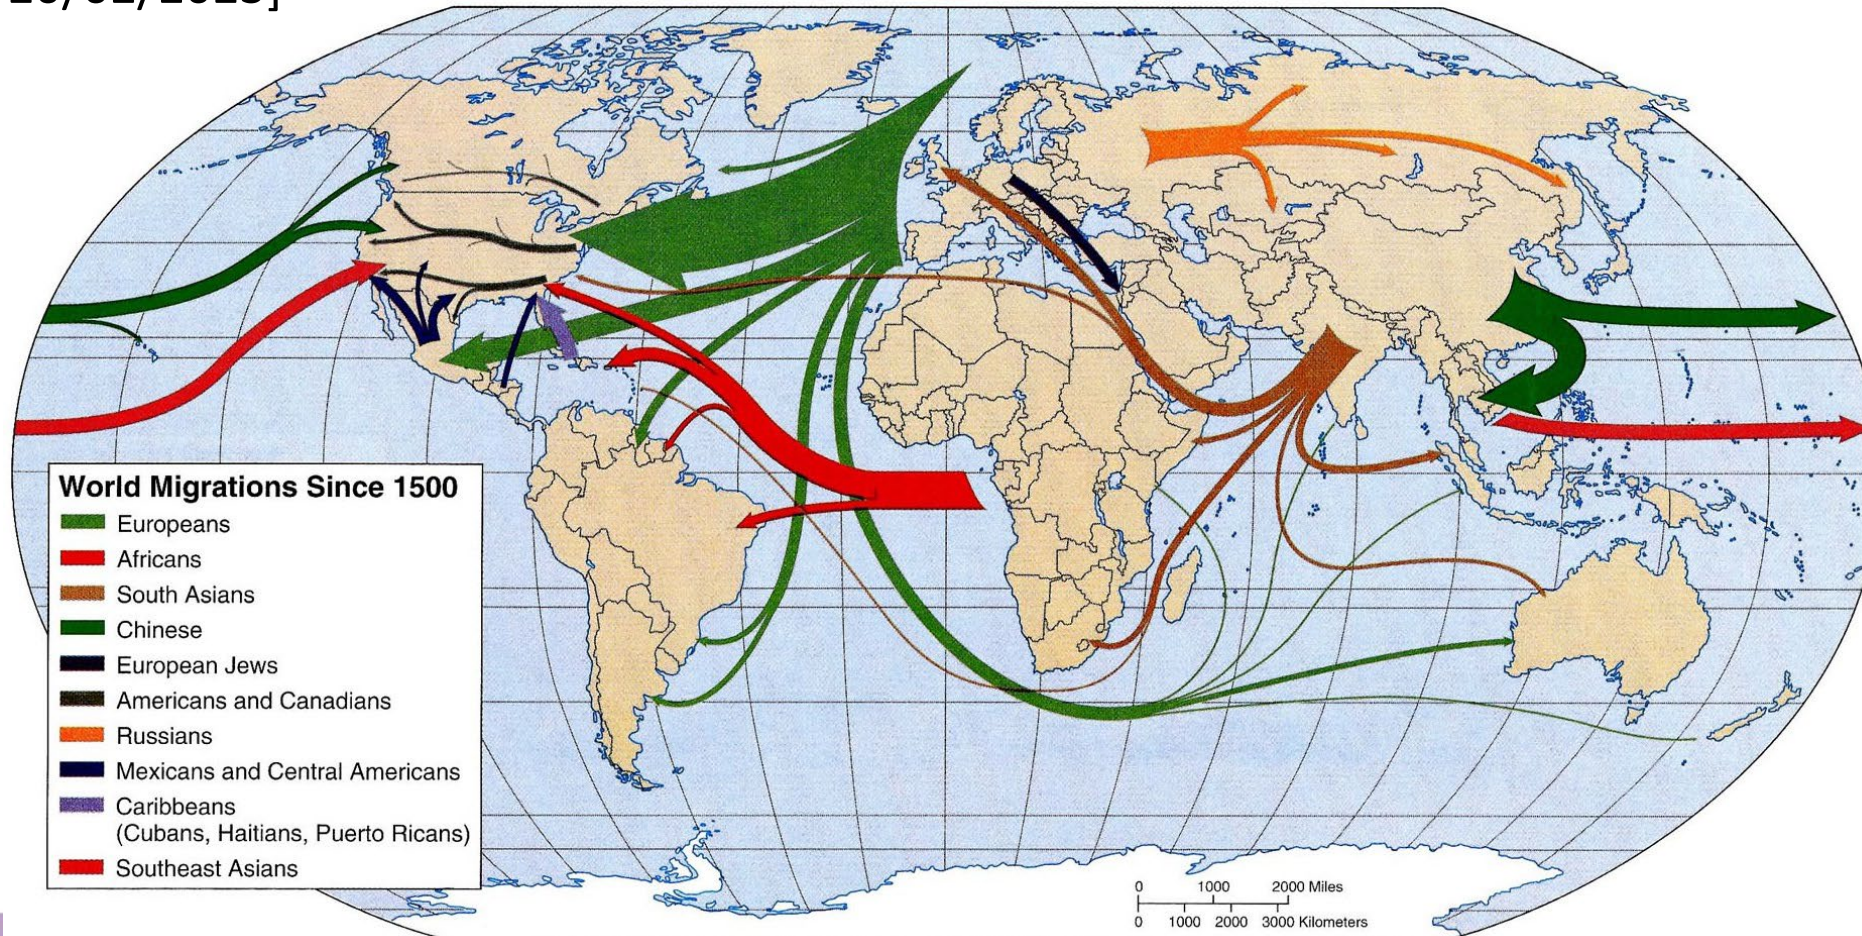 World Migrations Since 1500
Europeans
Africans
South Asians
Chinese
European Jews
Americans and Canadians
Russians
Mexicans and Central Americans
Caribbeans
(Cubans, Haitians, Puerto Ricans)
Southeast Asians
0 1000 2000 Miles
0 1000 2000 3000 Kilometers